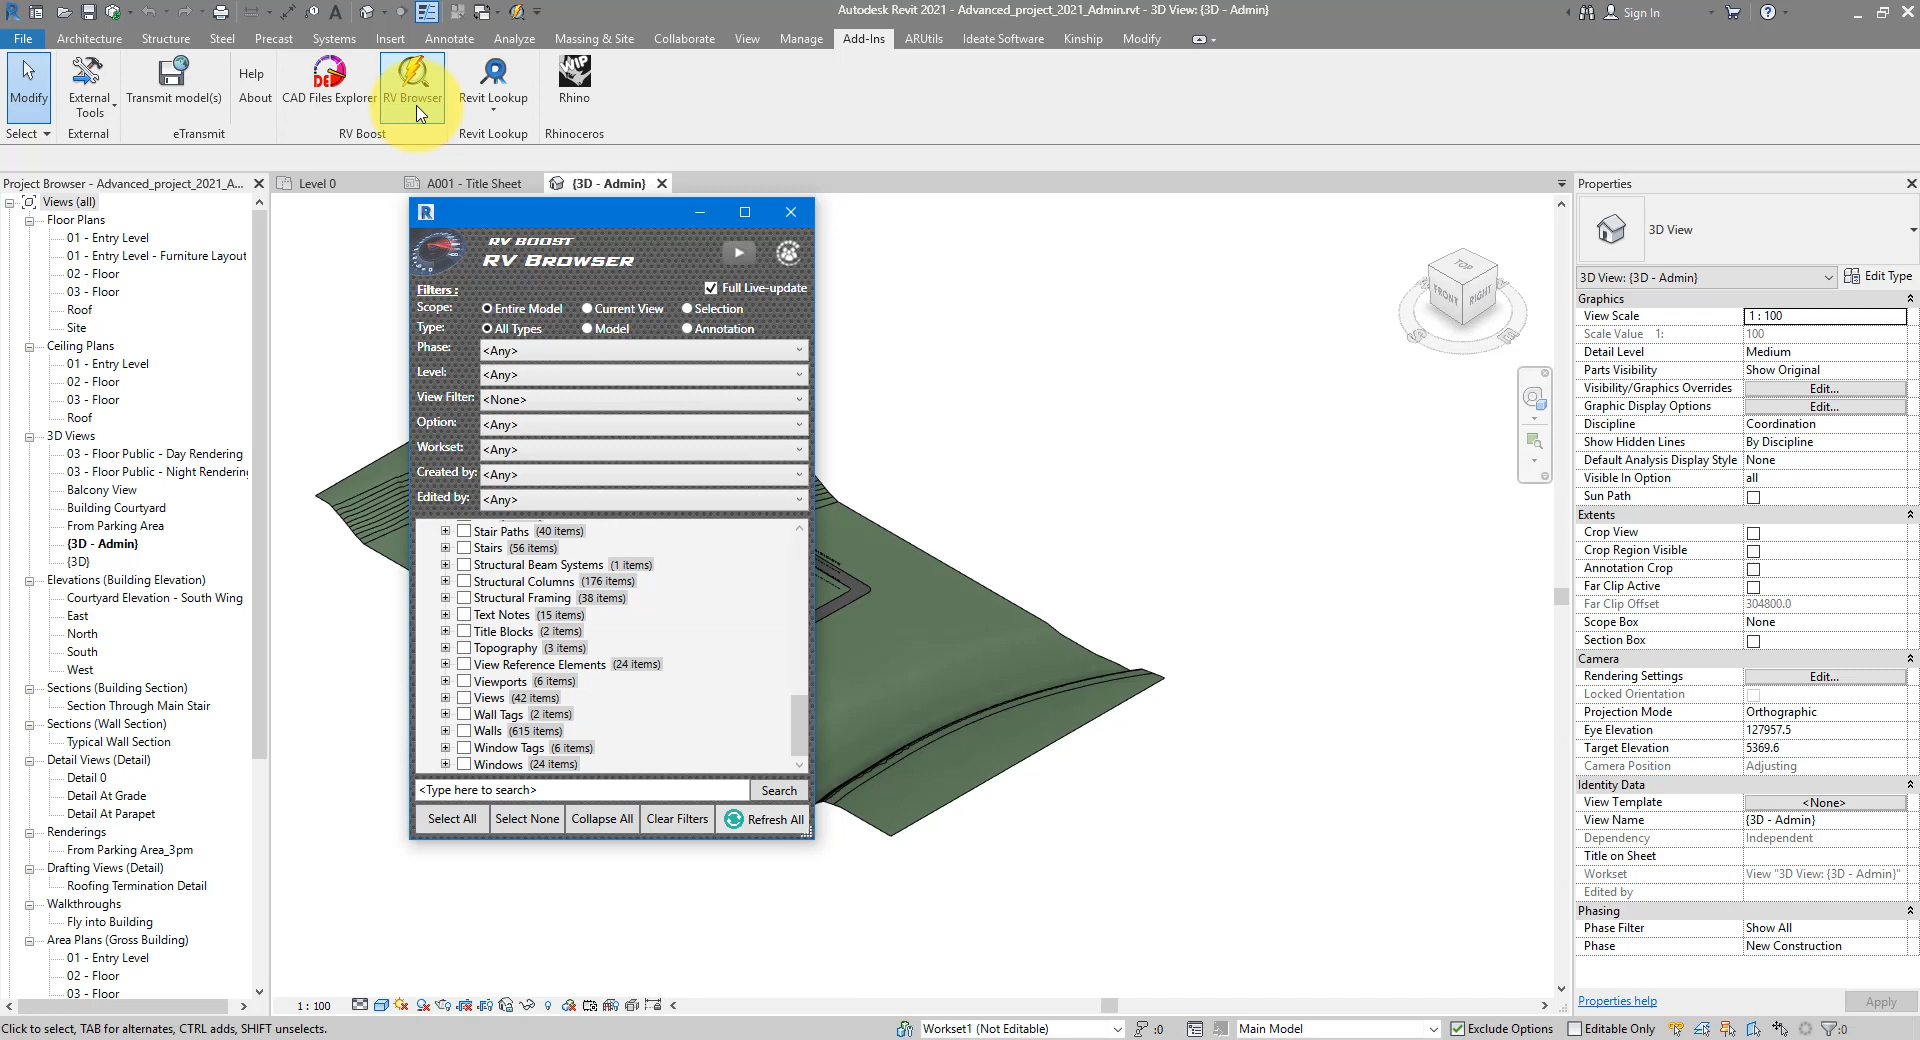 Autodesk Revit 2021 - Advanced_project_2021_Admin.rvt - 3D View: {3D - Admin}
Sign In
File Architecture Structure Steel Precast Systems Insert Annotate Analyze Massing & Site Collaborate View Manage Add-Ins ARUtils Ideate Software Kinship Modify
Modify
External Tools
Transmit model(s)
Help
About
CAD Files Explorer
RV Browser
Revit Lookup
WIP
Rhino
Select External eTransmit RV Boost Revit Lookup Rhinoceros
Project Browser - Advanced_project_2021_A...
Level 0
A001 - Title Sheet
{3D - Admin}
Views (all)
Floor Plans
01 - Entry Level
01 - Entry Level - Furniture Layout
02 - Floor
03 - Floor
Roof
Site
Ceiling Plans
01 - Entry Level
02 - Floor
03 - Floor
Roof
3D Views
03 - Floor Public - Day Rendering
03 - Floor Public - Night Renderin
Balcony View
Building Courtyard
From Parking Area
{3D - Admin}
{3D}
Elevations (Building Elevation)
Courtyard Elevation - South Wing
East
North
South
West
Sections (Building Section)
Section Through Main Stair
Sections (Wall Section)
Typical Wall Section
Detail Views (Detail)
Detail 0
Detail At Grade
Detail At Parapet
Renderings
From Parking Area_3pm
Drafting Views (Detail)
Roofing Termination Detail
Walkthroughs
Fly into Building
Area Plans (Gross Building)
01 - Entry Level
02 - Floor
03 - Floor
RV BOOST
RV BROWSER
Filters :
Full Live-update
Scope: Entire Model Current View Selection
Type: All Types Model Annotation
Phase: <Any>
Level: <Any>
View Filter: <None>
Option: <Any>
Workset: <Any>
Created by: <Any>
Edited by: <Any>
Stair Paths (40 items)
Stairs (56 items)
Structural Beam Systems (1 items)
Structural Columns (176 items)
Structural Framing (38 items)
Text Notes (15 items)
Title Blocks (2 items)
Topography (3 items)
View Reference Elements (24 items)
Viewports (6 items)
Views (42 items)
Wall Tags (2 items)
Walls (615 items)
Window Tags (6 items)
Windows (24 items)
<Type here to search> Search
Select All Select None Collapse All Clear Filters Refresh All
TOP
FRONT
RIGHT
Properties
3D View
3D View: {3D - Admin} Edit Type
Graphics
View Scale 1 : 100
Scale Value 1: 100
Detail Level Medium
Parts Visibility Show Original
Visibility/Graphics Overrides Edit...
Graphic Display Options Edit...
Discipline Coordination
Show Hidden Lines By Discipline
Default Analysis Display Style None
Visible In Option all
Sun Path
Extents
Crop View
Crop Region Visible
Annotation Crop
Far Clip Active
Far Clip Offset 304800.0
Scope Box None
Section Box
Camera
Rendering Settings Edit...
Locked Orientation
Projection Mode Orthographic
Eye Elevation 127957.5
Target Elevation 5369.6
Camera Position Adjusting
Identity Data
View Template <None>
View Name {3D - Admin}
Dependency Independent
Title on Sheet
Workset View "3D View: {3D - Admin}"
Edited by
Phasing
Phase Filter Show All
Phase New Construction
Properties help Apply
1 : 100
Click to select, TAB for alternates, CTRL adds, SHIFT unselects.
Workset1 (Not Editable)
:0
Main Model
Exclude Options
Editable Only
:0